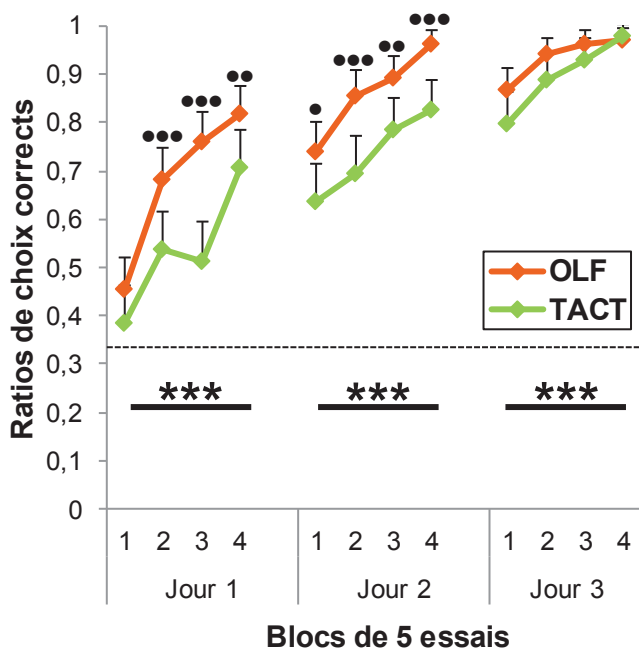 Ratios de choix corrects
1
0,9
0,8
0,7
0,6
0,5
0,4
0,3
0,2
0,1
0
●●● ●●● ●●
● ●●● ●● ●●●
OLF
TACT
*** *** ***
1 2 3 4 1 2 3 4 1 2 3 4
Jour 1 Jour 2 Jour 3
Blocs de 5 essais